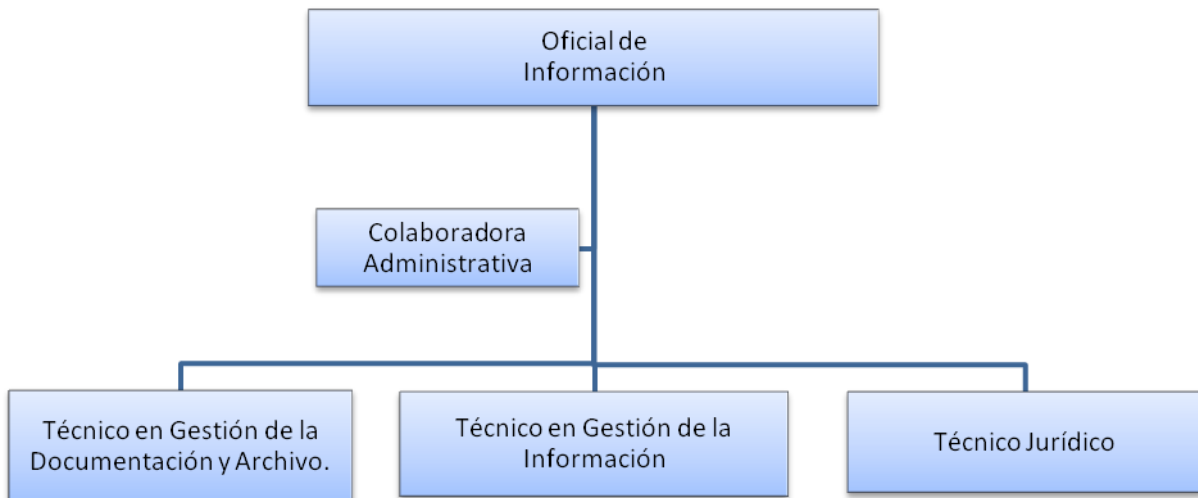 Oficial de
Información
Colaboradora
Administrativa
Técnico en Gestión de la
Documentación y Archivo.
Técnico en Gestión de la
Información
Técnico Jurídico